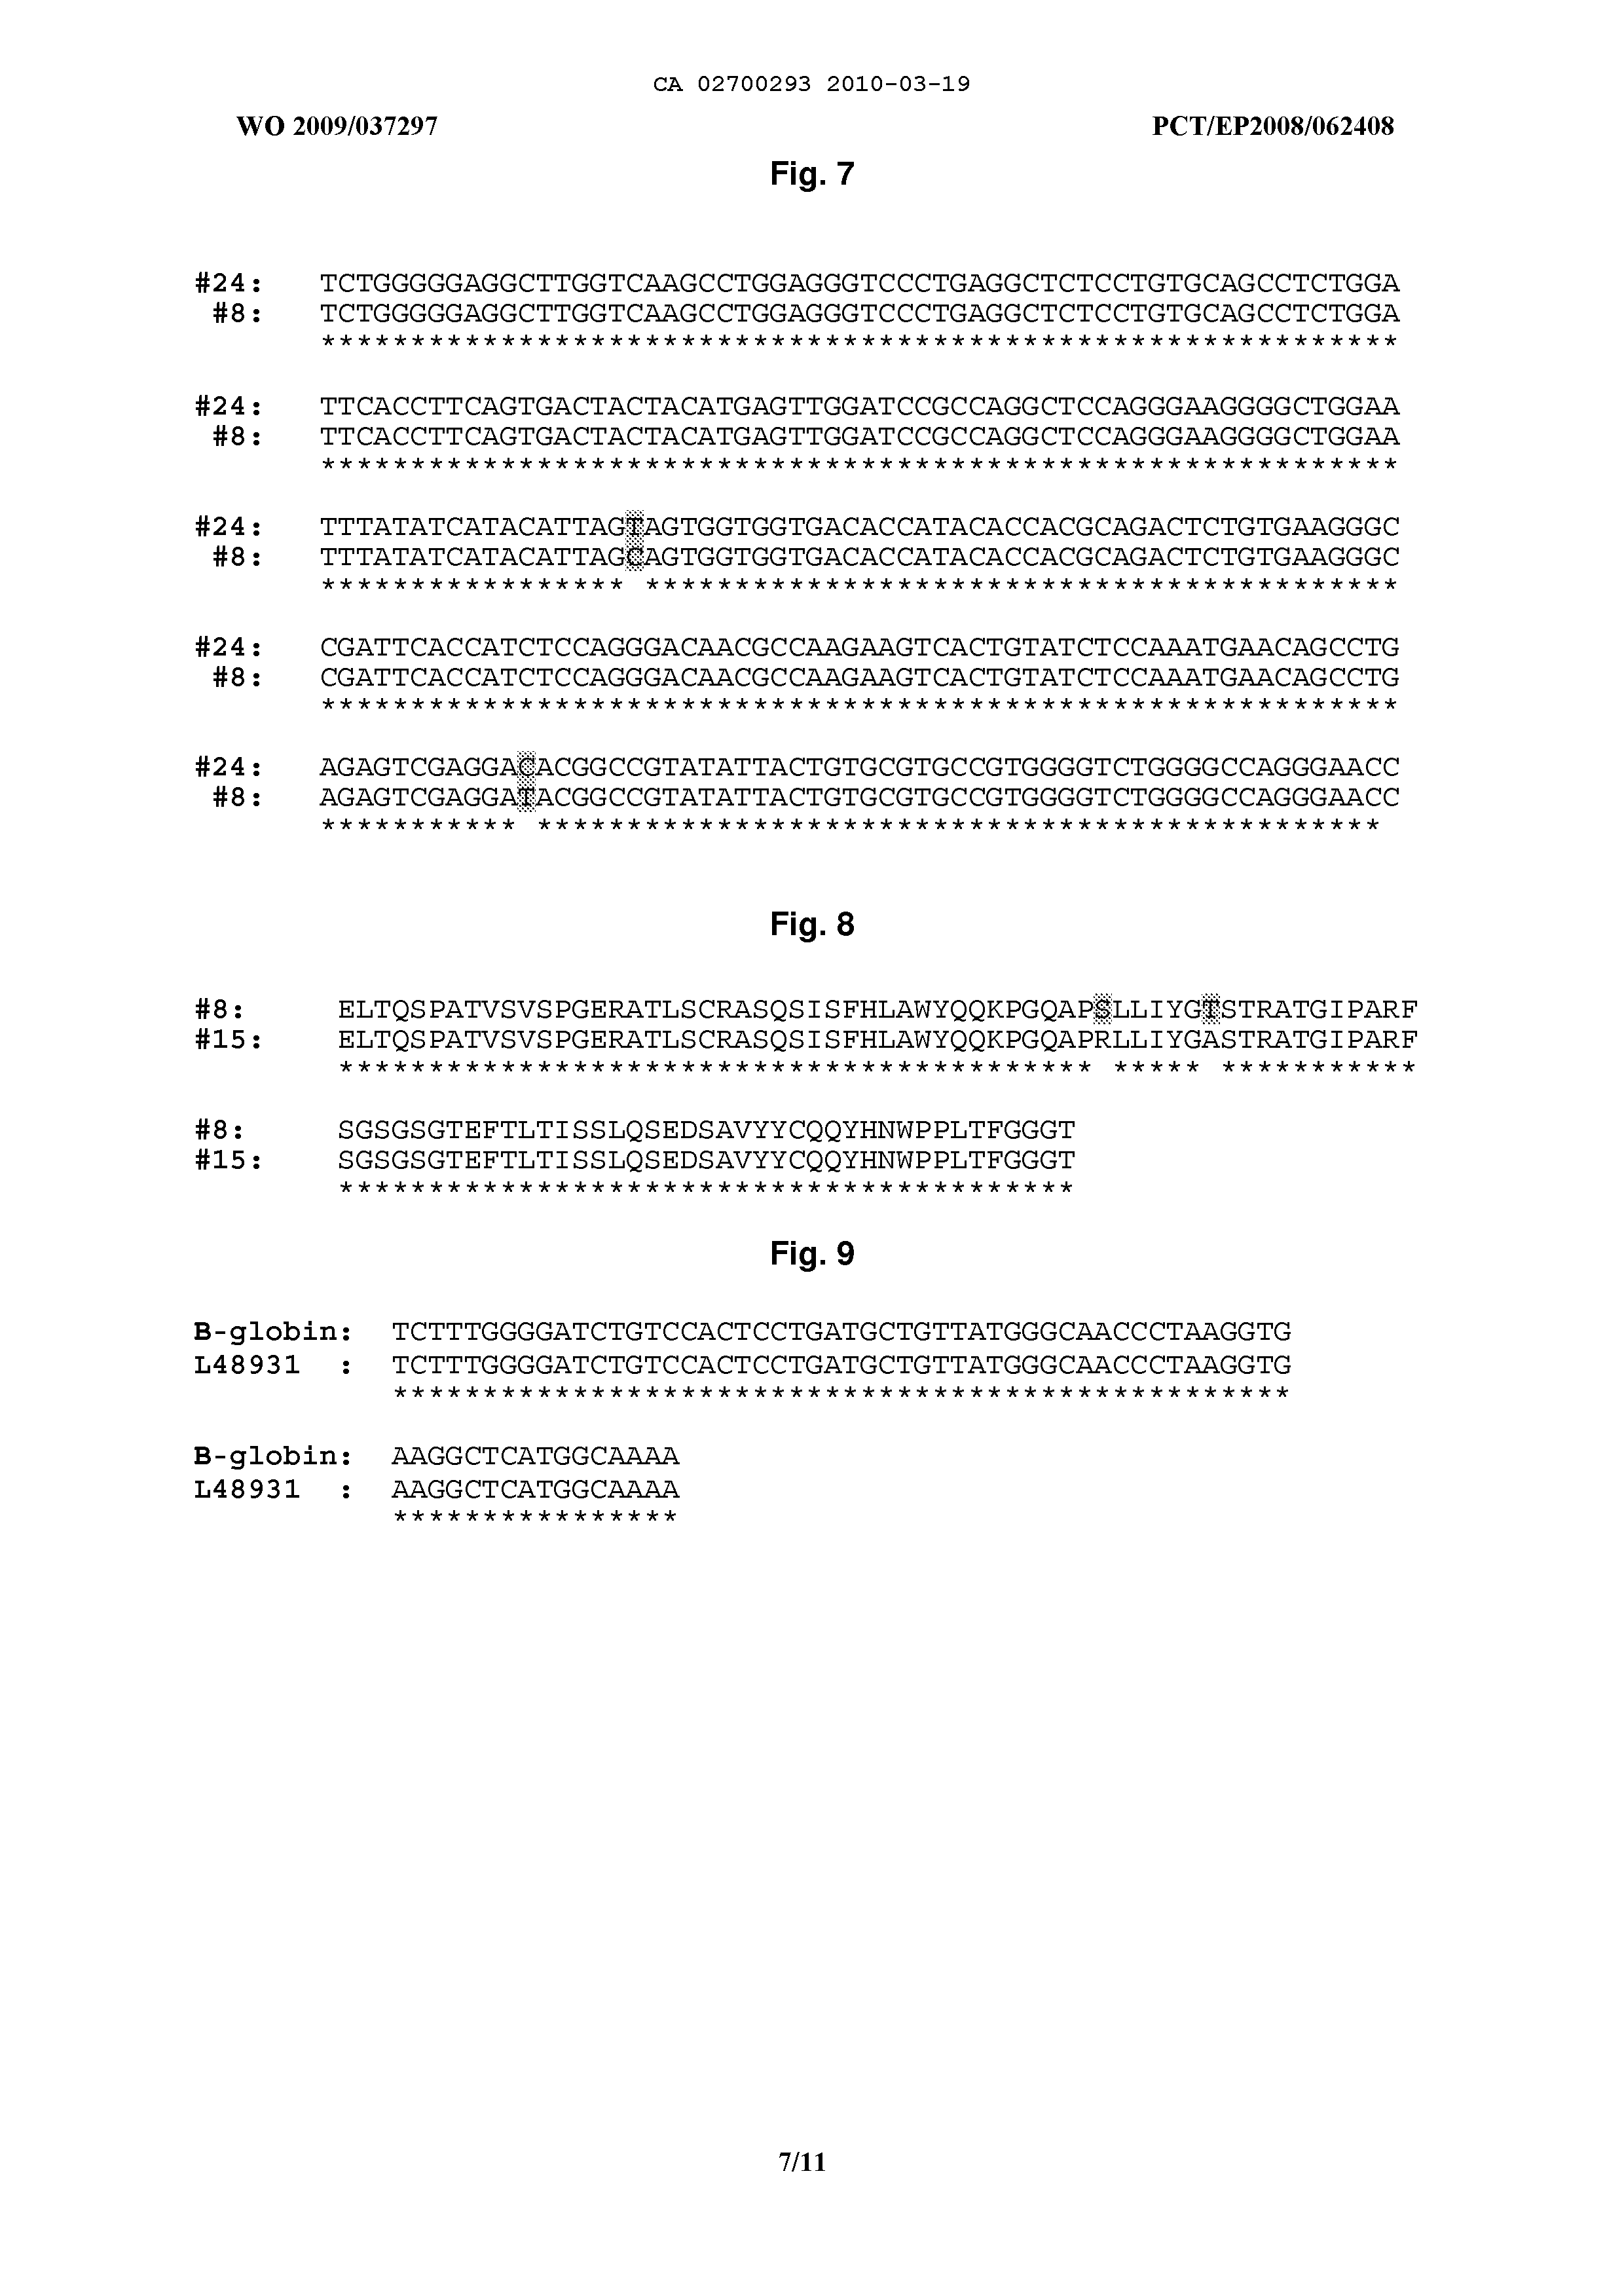 CA 02700293 2010-03-19
WO 2009/037297 PCT/EP2008/062408
Fig. 7
#24: TCTGGGGGAGGCTTGGTCAAGCCTGGAGGGTCCCTGAGGCTCTCCTGTGCAGCCTCTGGA
#8: TCTGGGGGAGGCTTGGTCAAGCCTGGAGGGTCCCTGAGGCTCTCCTGTGCAGCCTCTGGA
************************************************************
#24: TTCACCTTCAGTGACTACTACATGAGTTGGATCCGCCAGGCTCCAGGGAAGGGGCTGGAA
#8: TTCACCTTCAGTGACTACTACATGAGTTGGATCCGCCAGGCTCCAGGGAAGGGGCTGGAA
************************************************************
#24: TTTATATCATACATTAGTAGTGGTGGTGACACCATACACCACGCAGACTCTGTGAAGGGC
#8: TTTATATCATACATTAGCAGTGGTGGTGACACCATACACCACGCAGACTCTGTGAAGGGC
***************** ******************************************
#24: CGATTCACCATCTCCAGGGACAACGCCAAGAAGTCACTGTATCTCCAAATGAACAGCCTG
#8: CGATTCACCATCTCCAGGGACAACGCCAAGAAGTCACTGTATCTCCAAATGAACAGCCTG
************************************************************
#24: AGAGTCGAGGACACGGCCGTATATTACTGTGCGTGCCGTGGGGTCTGGGGCCAGGGAACC
#8: AGAGTCGAGGATACGGCCGTATATTACTGTGCGTGCCGTGGGGTCTGGGGCCAGGGAACC
*********** ***********************************************
Fig. 8
#8: ELTQSPATVSVSPGERATLSCRASQSISFHLAWYQQKPGQAPSLLIYGTSTRATGIPARF
#15: ELTQSPATVSVSPGERATLSCRASQSISFHLAWYQQKPGQAPRLLIYGASTRATGIPARF
****************************************** ***** ***********
#8: SGSGSGTEFTLTISSLQSEDSAVYYCQQYHNWPPLTFGGGT
#15: SGSGSGTEFTLTISSLQSEDSAVYYCQQYHNWPPLTFGGGT
*****************************************
Fig. 9
B-globin: TCTTTGGGGATCTGTCCACTCCTGATGCTGTTATGGGCAACCCTAAGGTG
L48931 : TCTTTGGGGATCTGTCCACTCCTGATGCTGTTATGGGCAACCCTAAGGTG
**************************************************
B-globin: AAGGCTCATGGCAAAA
L48931 : AAGGCTCATGGCAAAA
****************
7/11